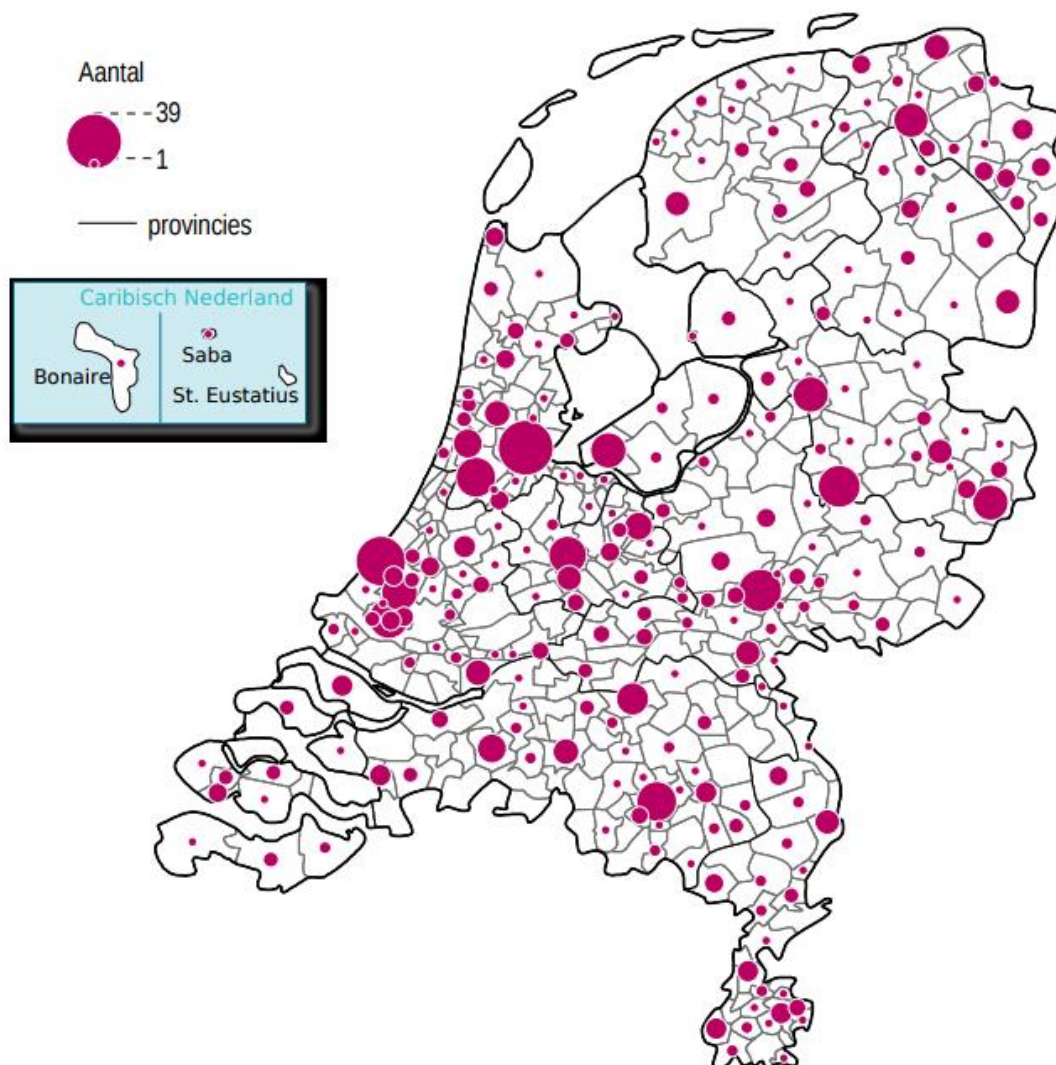 Aantal
39
1
provincies
Caribisch Nederland
Saba
Bonaire
St. Eustatius